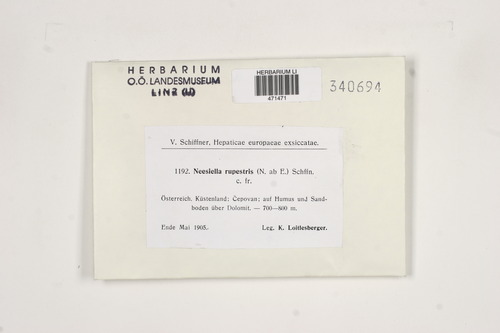 HERBARIUM
O.Ö. LANDESMUSEUM
LINZ (LI)
HERBARIUM LI
471471
340694
V. Schiffner, Hepaticae europaeae exsiccatae.
1192. Neesiella rupestris (N. ab E.) Schffn.
c. fr.
Österreich. Küstenland; Čepovan: auf Humus und Sand-
boden über Dolomit. — 700—800 m.
Ende Mai 1905.
Leg. K. Loitlesberger.